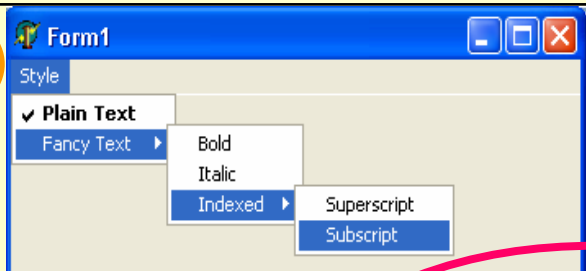 Form1
Style
Plain Text
Fancy Text
Bold
Italic
Indexed
Superscript
Subscript